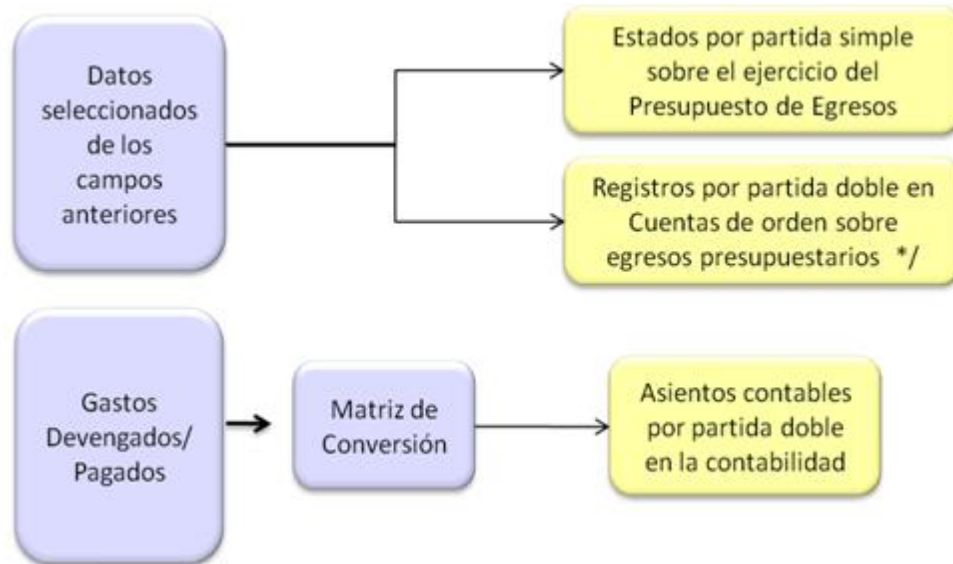 Datos
seleccionados
de los
campos
anteriores
Estados por partida simple
sobre el ejercicio del
Presupuesto de Egresos
Registros por partida doble en
Cuentas de orden sobre
egresos presupuestarios */
Gastos
Devengados/
Pagados
Matriz de
Conversión
Asientos contables
por partida doble
en la contabilidad